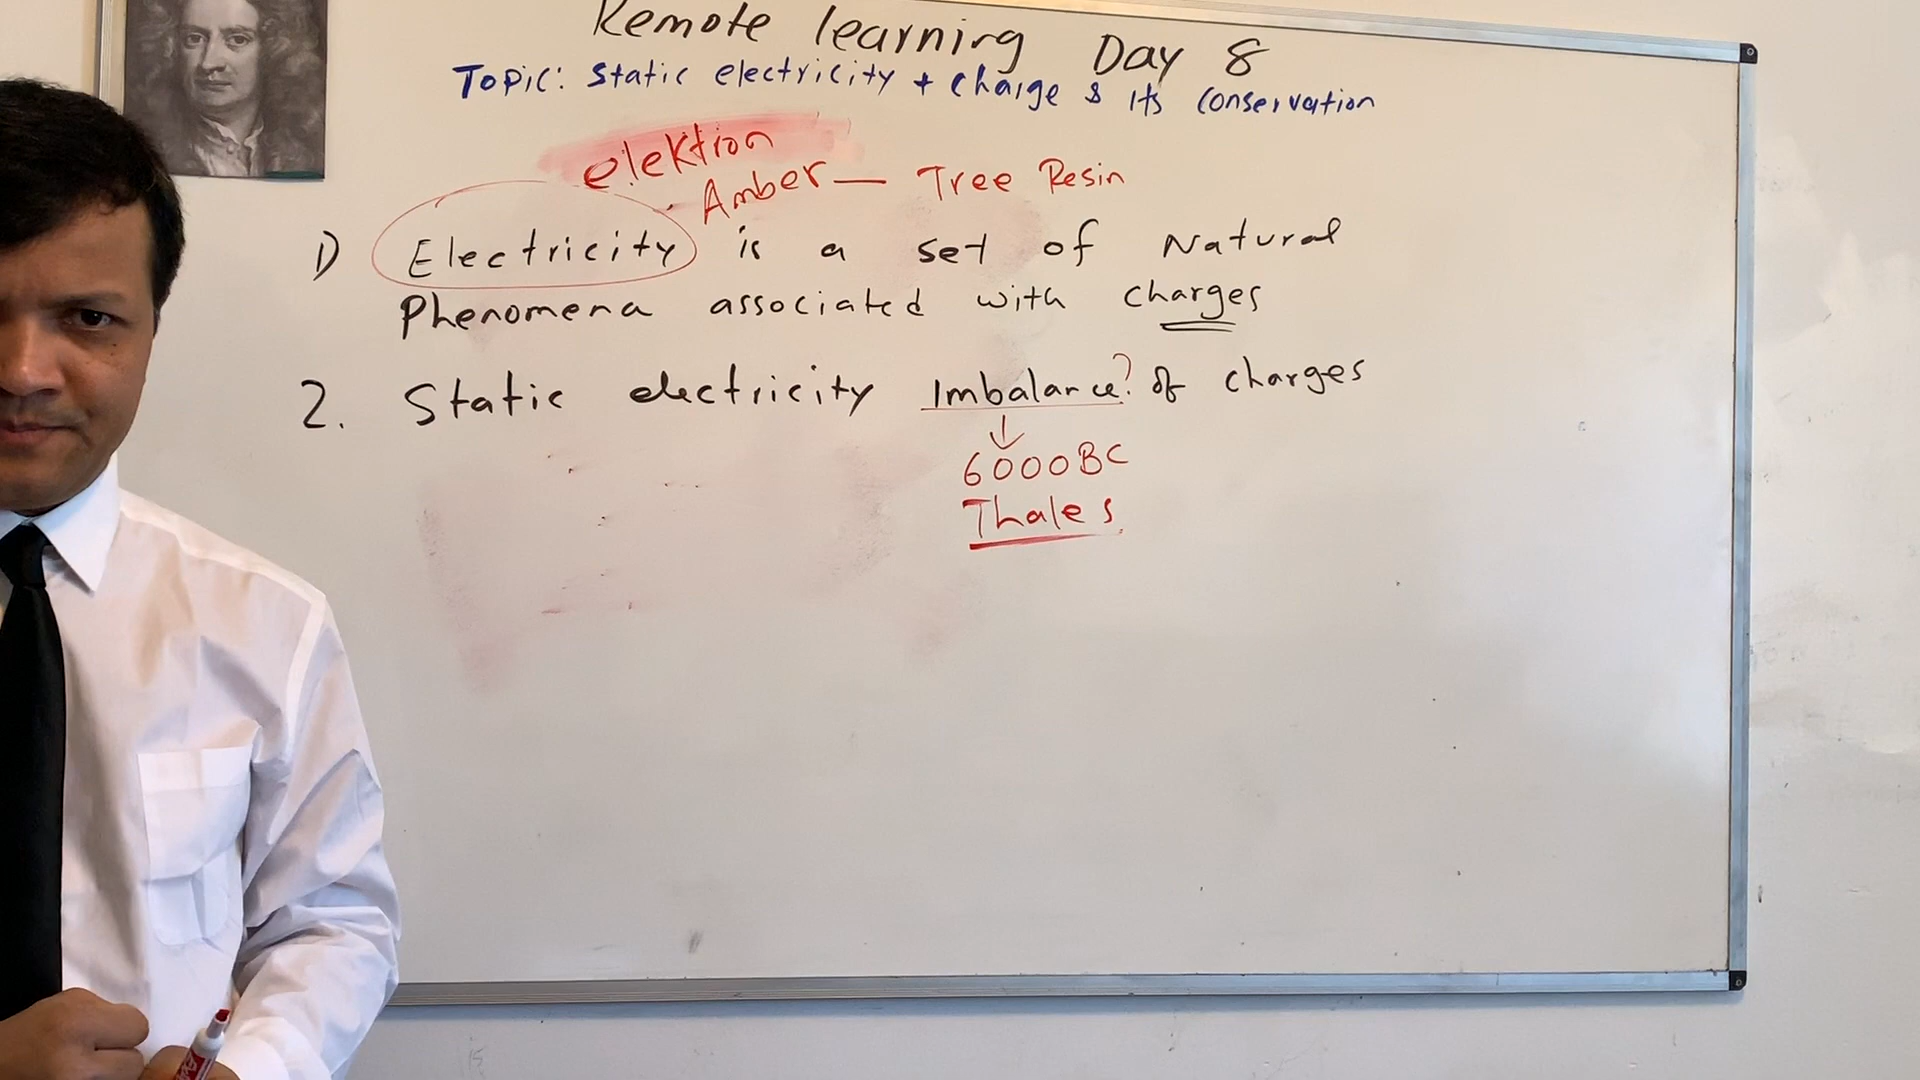 Remote learning Day 8
Topic: Static electricity + Charge & Its Conservation
elektron
Amber — Tree Resin
1) Electricity is a set of Natural
Phenomena associated with charges
2. Static electricity Imbalance? of charges
6000BC
Thales